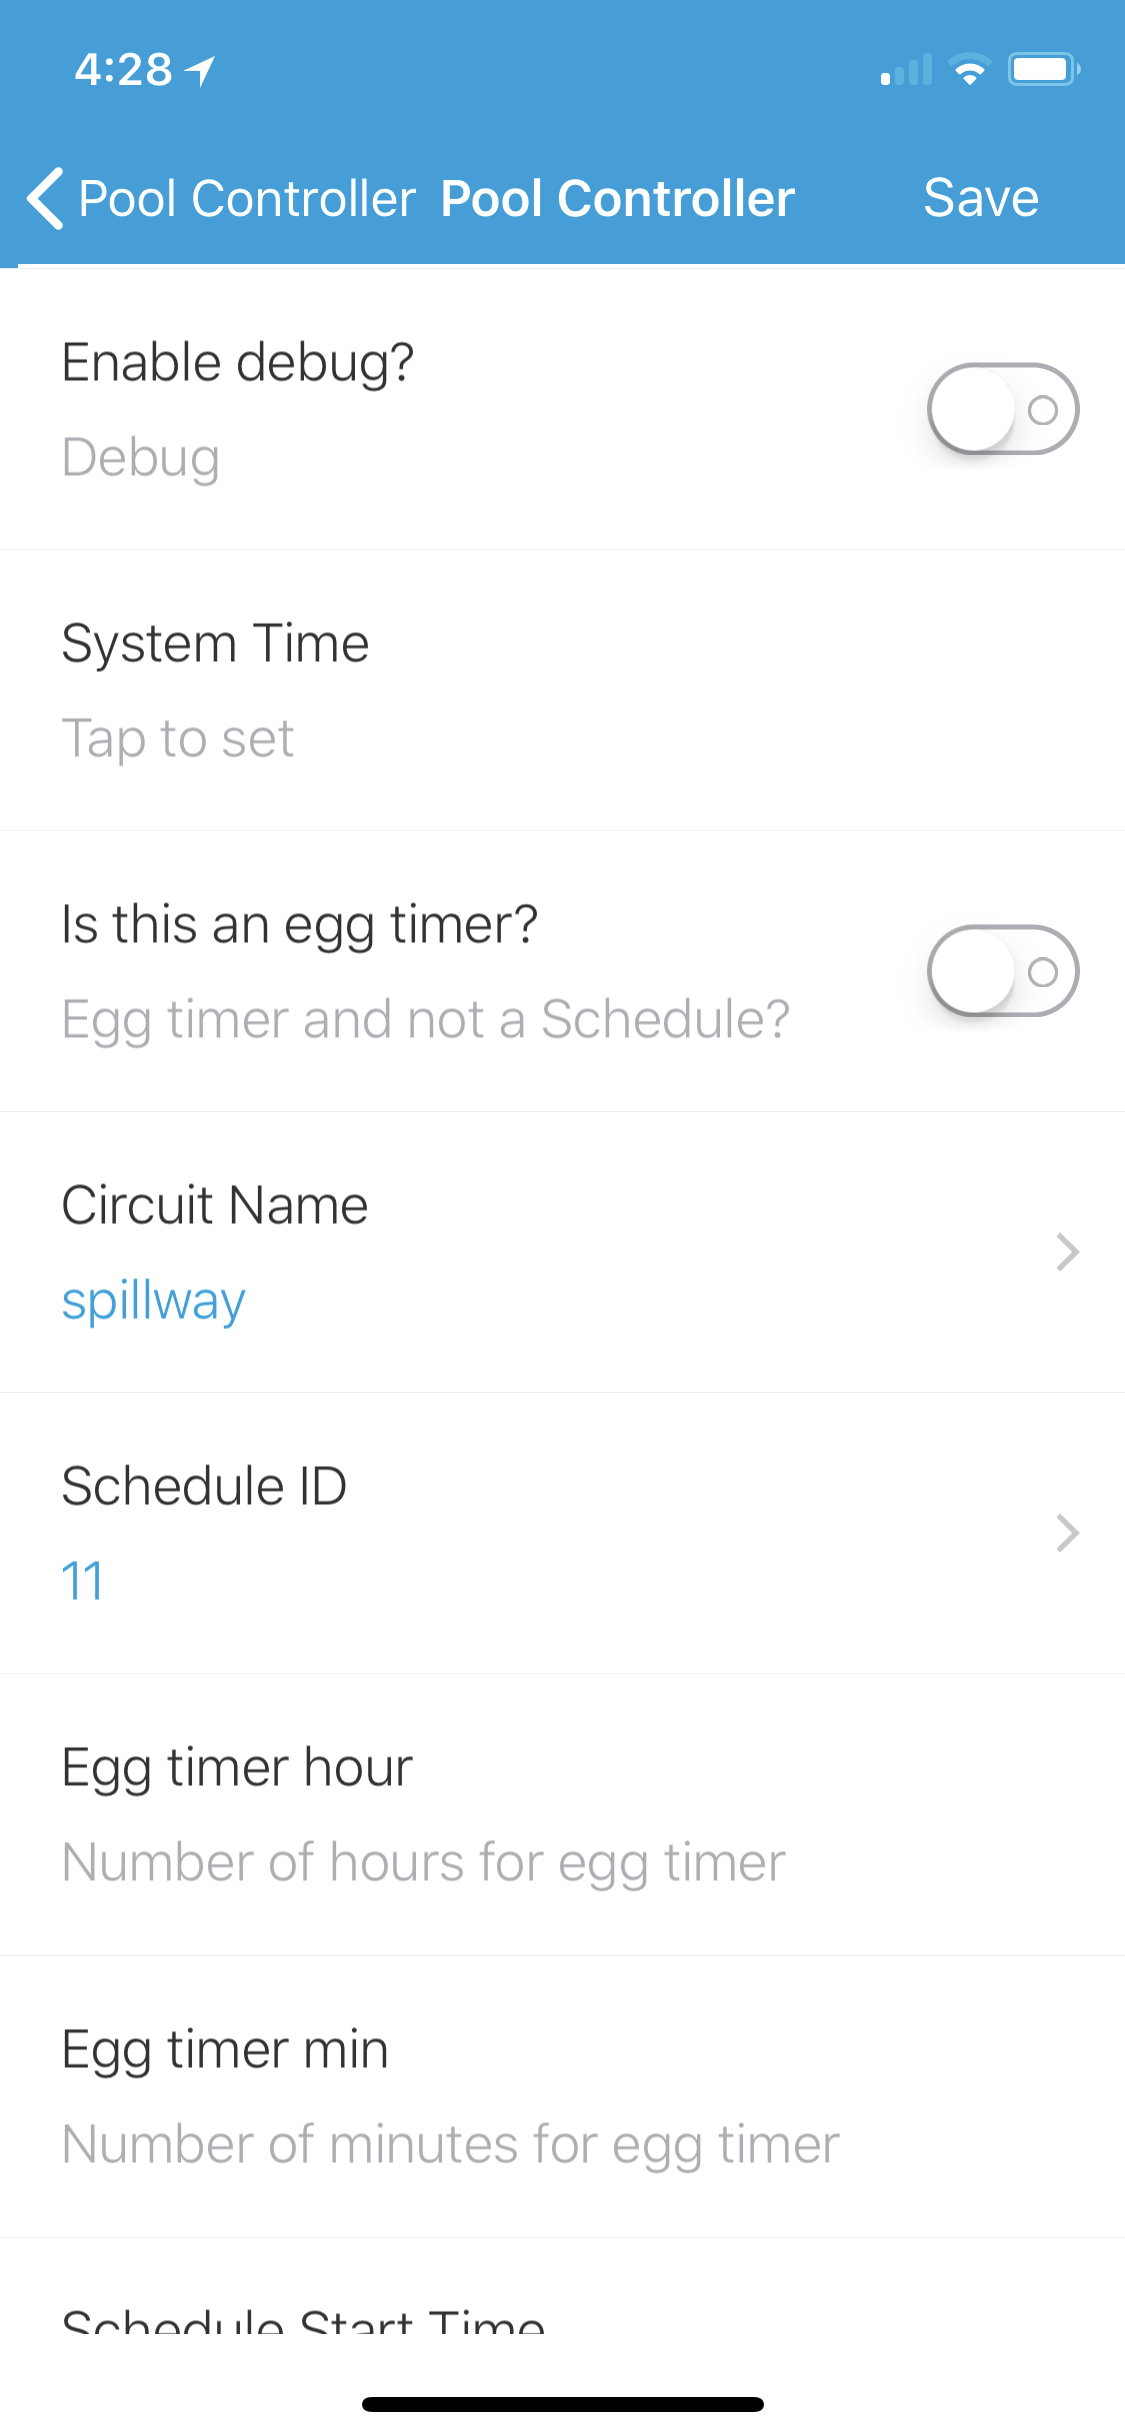 4:28
Pool Controller Pool Controller Save
Enable debug?
Debug
System Time
Tap to set
Is this an egg timer?
Egg timer and not a Schedule?
Circuit Name
spillway
Schedule ID
11
Egg timer hour
Number of hours for egg timer
Egg timer min
Number of minutes for egg timer
Schedule Start Time